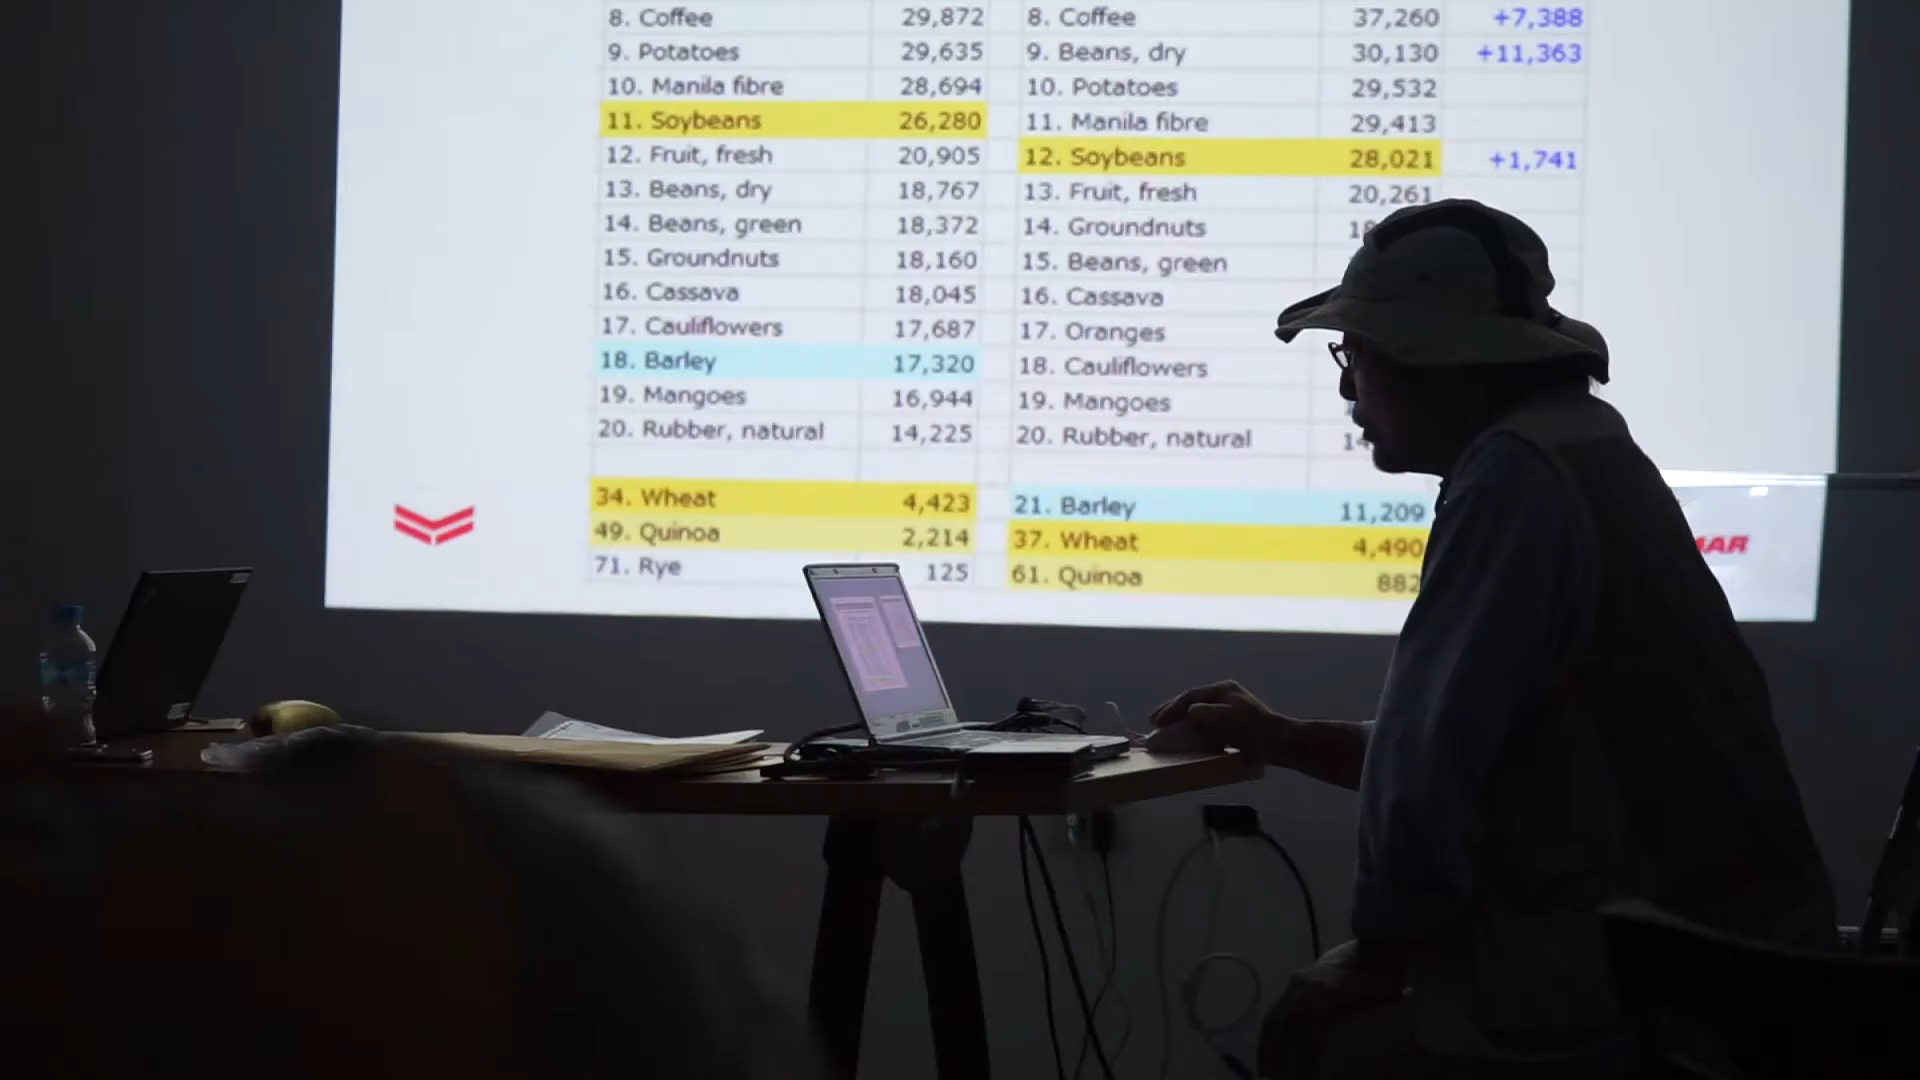 8. Coffee 29,872 8. Coffee 37,260 +7,388
9. Potatoes 29,635 9. Beans, dry 30,130 +11,363
10. Manila fibre 28,694 10. Potatoes 29,532
11. Soybeans 26,280 11. Manila fibre 29,413
12. Fruit, fresh 20,905 12. Soybeans 28,021 +1,741
13. Beans, dry 18,767 13. Fruit, fresh 20,261
14. Beans, green 18,372 14. Groundnuts
15. Groundnuts 18,160 15. Beans, green
16. Cassava 18,045 16. Cassava
17. Cauliflowers 17,687 17. Oranges
18. Barley 17,320 18. Cauliflowers
19. Mangoes 16,944 19. Mangoes
20. Rubber, natural 14,225 20. Rubber, natural
34. Wheat 4,423 21. Barley 11,209
49. Quinoa 2,214 37. Wheat 4,490
71. Rye 125 61. Quinoa 882